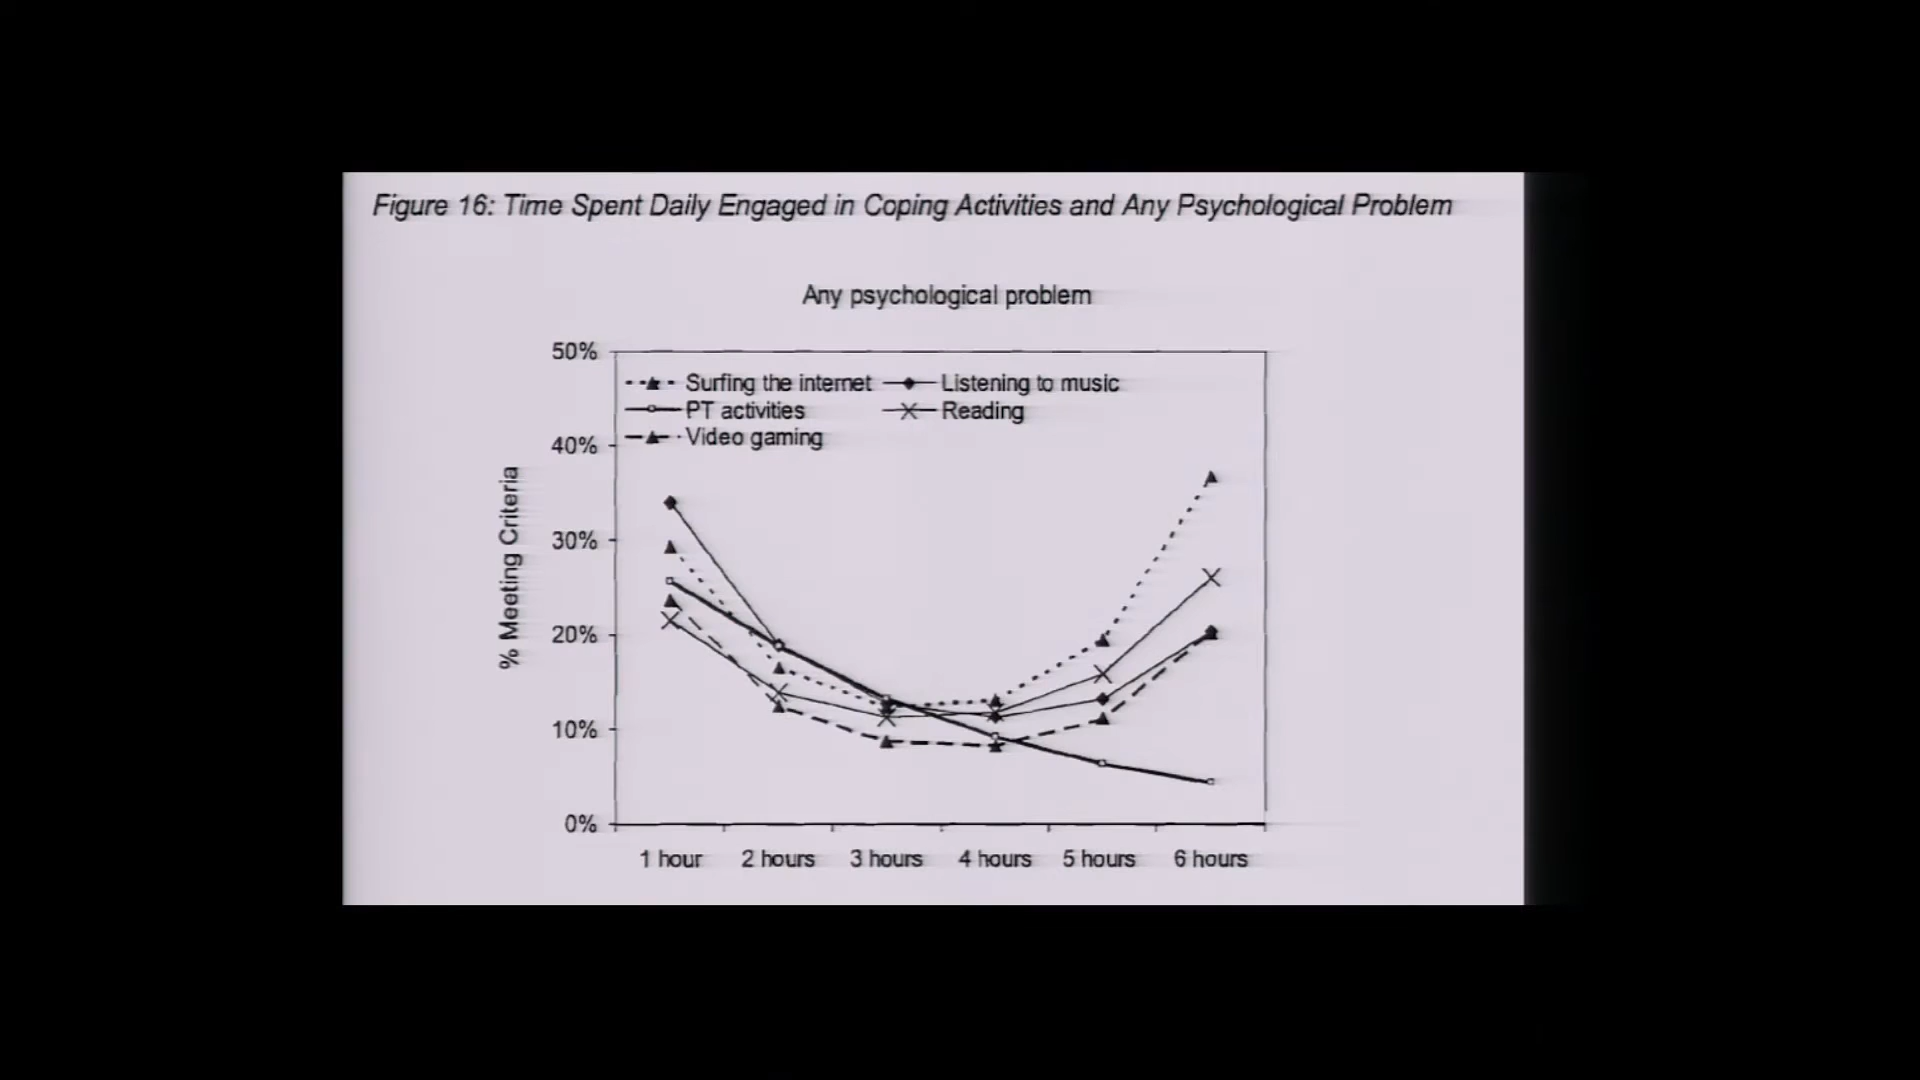 Figure 16: Time Spent Daily Engaged in Coping Activities and Any Psychological Problem
Any psychological problem
50%
Surfing the internet Listening to music
PT activities Reading
Video gaming
40%
% Meeting Criteria
30%
20%
10%
0%
1 hour 2 hours 3 hours 4 hours 5 hours 6 hours